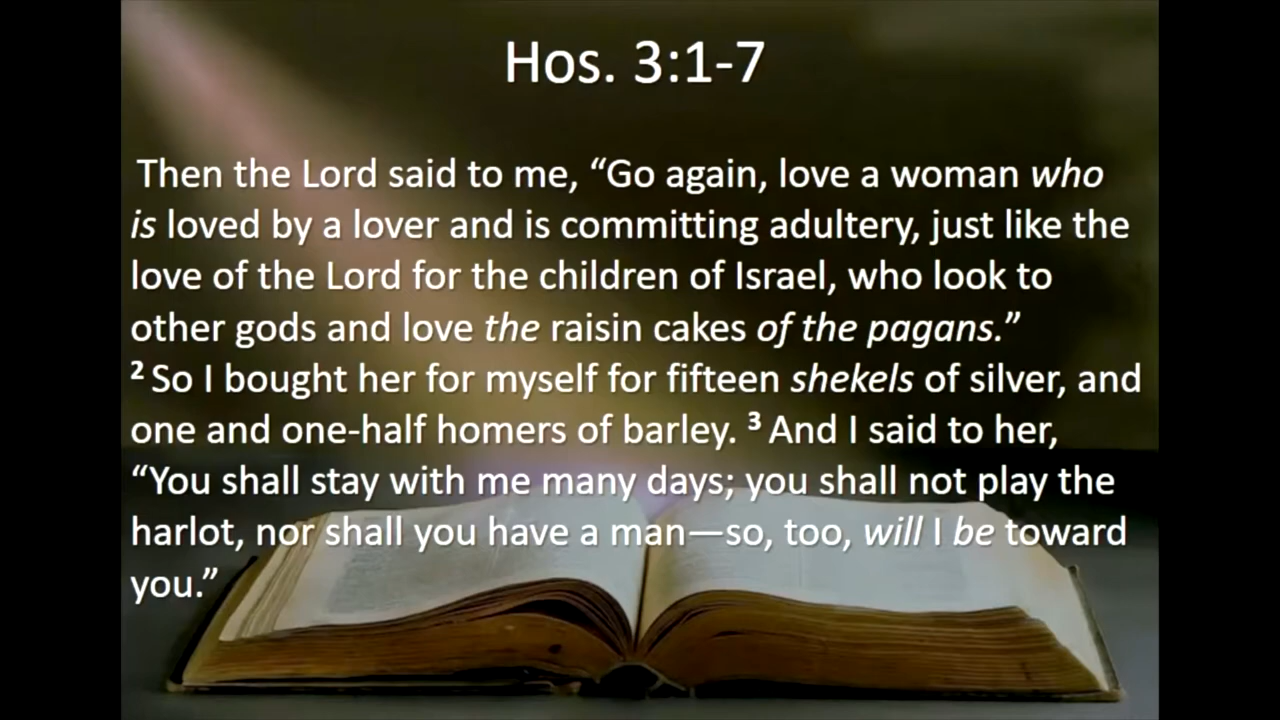 Hos. 3:1-7
Then the Lord said to me, “Go again, love a woman who
is loved by a lover and is committing adultery, just like the
love of the Lord for the children of Israel, who look to
other gods and love the raisin cakes of the pagans.”
² So I bought her for myself for fifteen shekels of silver, and
one and one-half homers of barley. ³ And I said to her,
“You shall stay with me many days; you shall not play the
harlot, nor shall you have a man—so, too, will I be toward
you.”